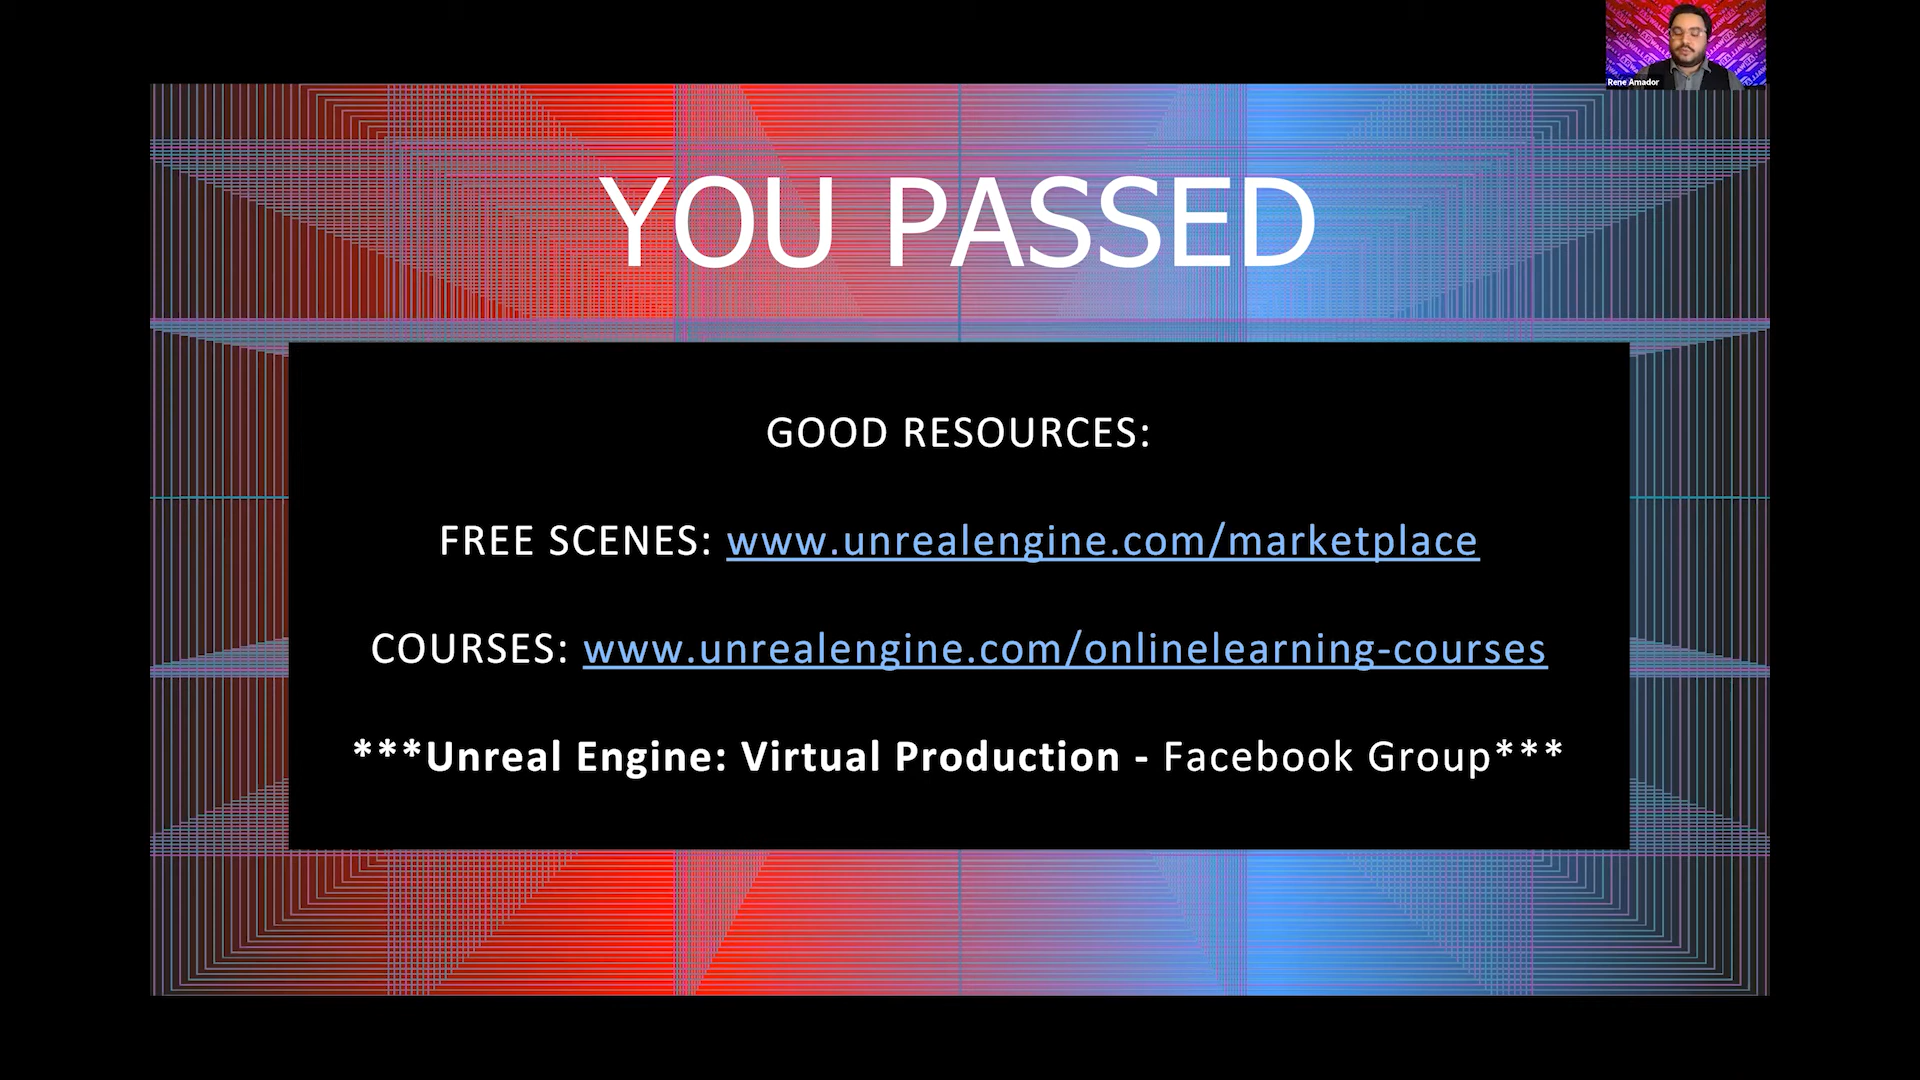 Rene Amador
YOU PASSED
GOOD RESOURCES:
FREE SCENES: www.unrealengine.com/marketplace
COURSES: www.unrealengine.com/onlinelearning-courses
***Unreal Engine: Virtual Production - Facebook Group***